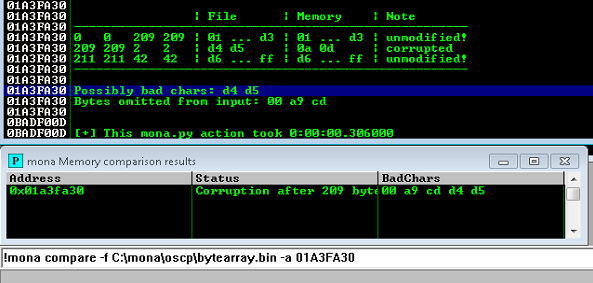 01A3FA30
01A3FA30 | File | Memory | Note
01A3FA30 -----------------------------------------------
01A3FA30 0 0 209 209 | 01 ... d3 | 01 ... d3 | unmodified!
01A3FA30 209 209 2 2 | d4 d5 | 0a 0d | corrupted
01A3FA30 211 211 42 42 | d6 ... ff | d6 ... ff | unmodified!
01A3FA30 -----------------------------------------------
01A3FA30
01A3FA30 Possibly bad chars: d4 d5
01A3FA30 Bytes omitted from input: 00 a9 cd
01A3FA30
0BADF00D
0BADF00D [+] This mona.py action took 0:00:00.306000
P mona Memory comparison results
Address Status BadChars
0x01a3fa30 Corruption after 209 byte 00 a9 cd d4 d5
!mona compare -f C:\mona\oscp\bytearray.bin -a 01A3FA30